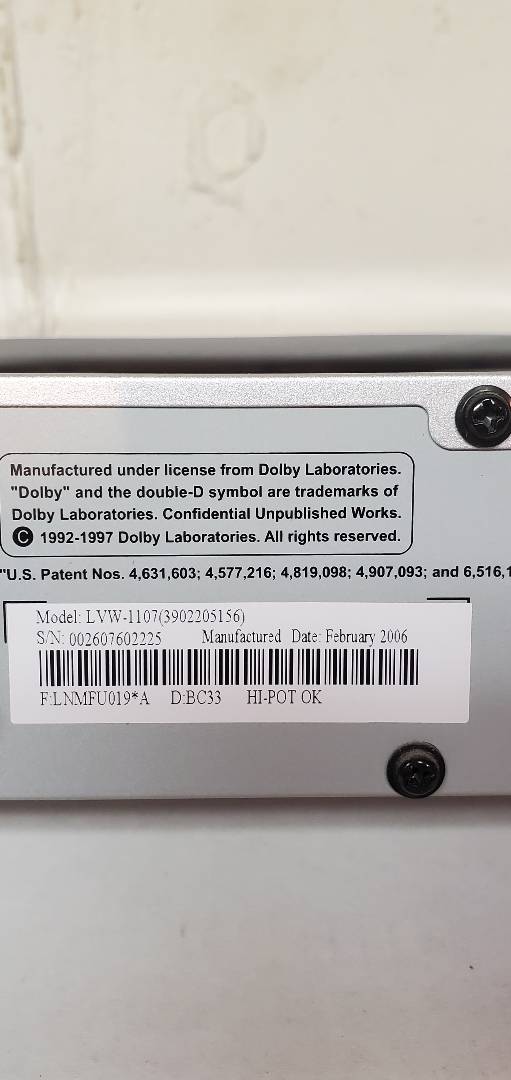 Manufactured under license from Dolby Laboratories.
"Dolby" and the double-D symbol are trademarks of
Dolby Laboratories. Confidential Unpublished Works.
© 1992-1997 Dolby Laboratories. All rights reserved.
"U.S. Patent Nos. 4,631,603; 4,577,216; 4,819,098; 4,907,093; and 6,516,1
Model: LVW-1107(3902205156)
S/N: 002607602225 Manufactured Date: February 2006
F:LNMFU019*A D:BC33 HI-POT OK